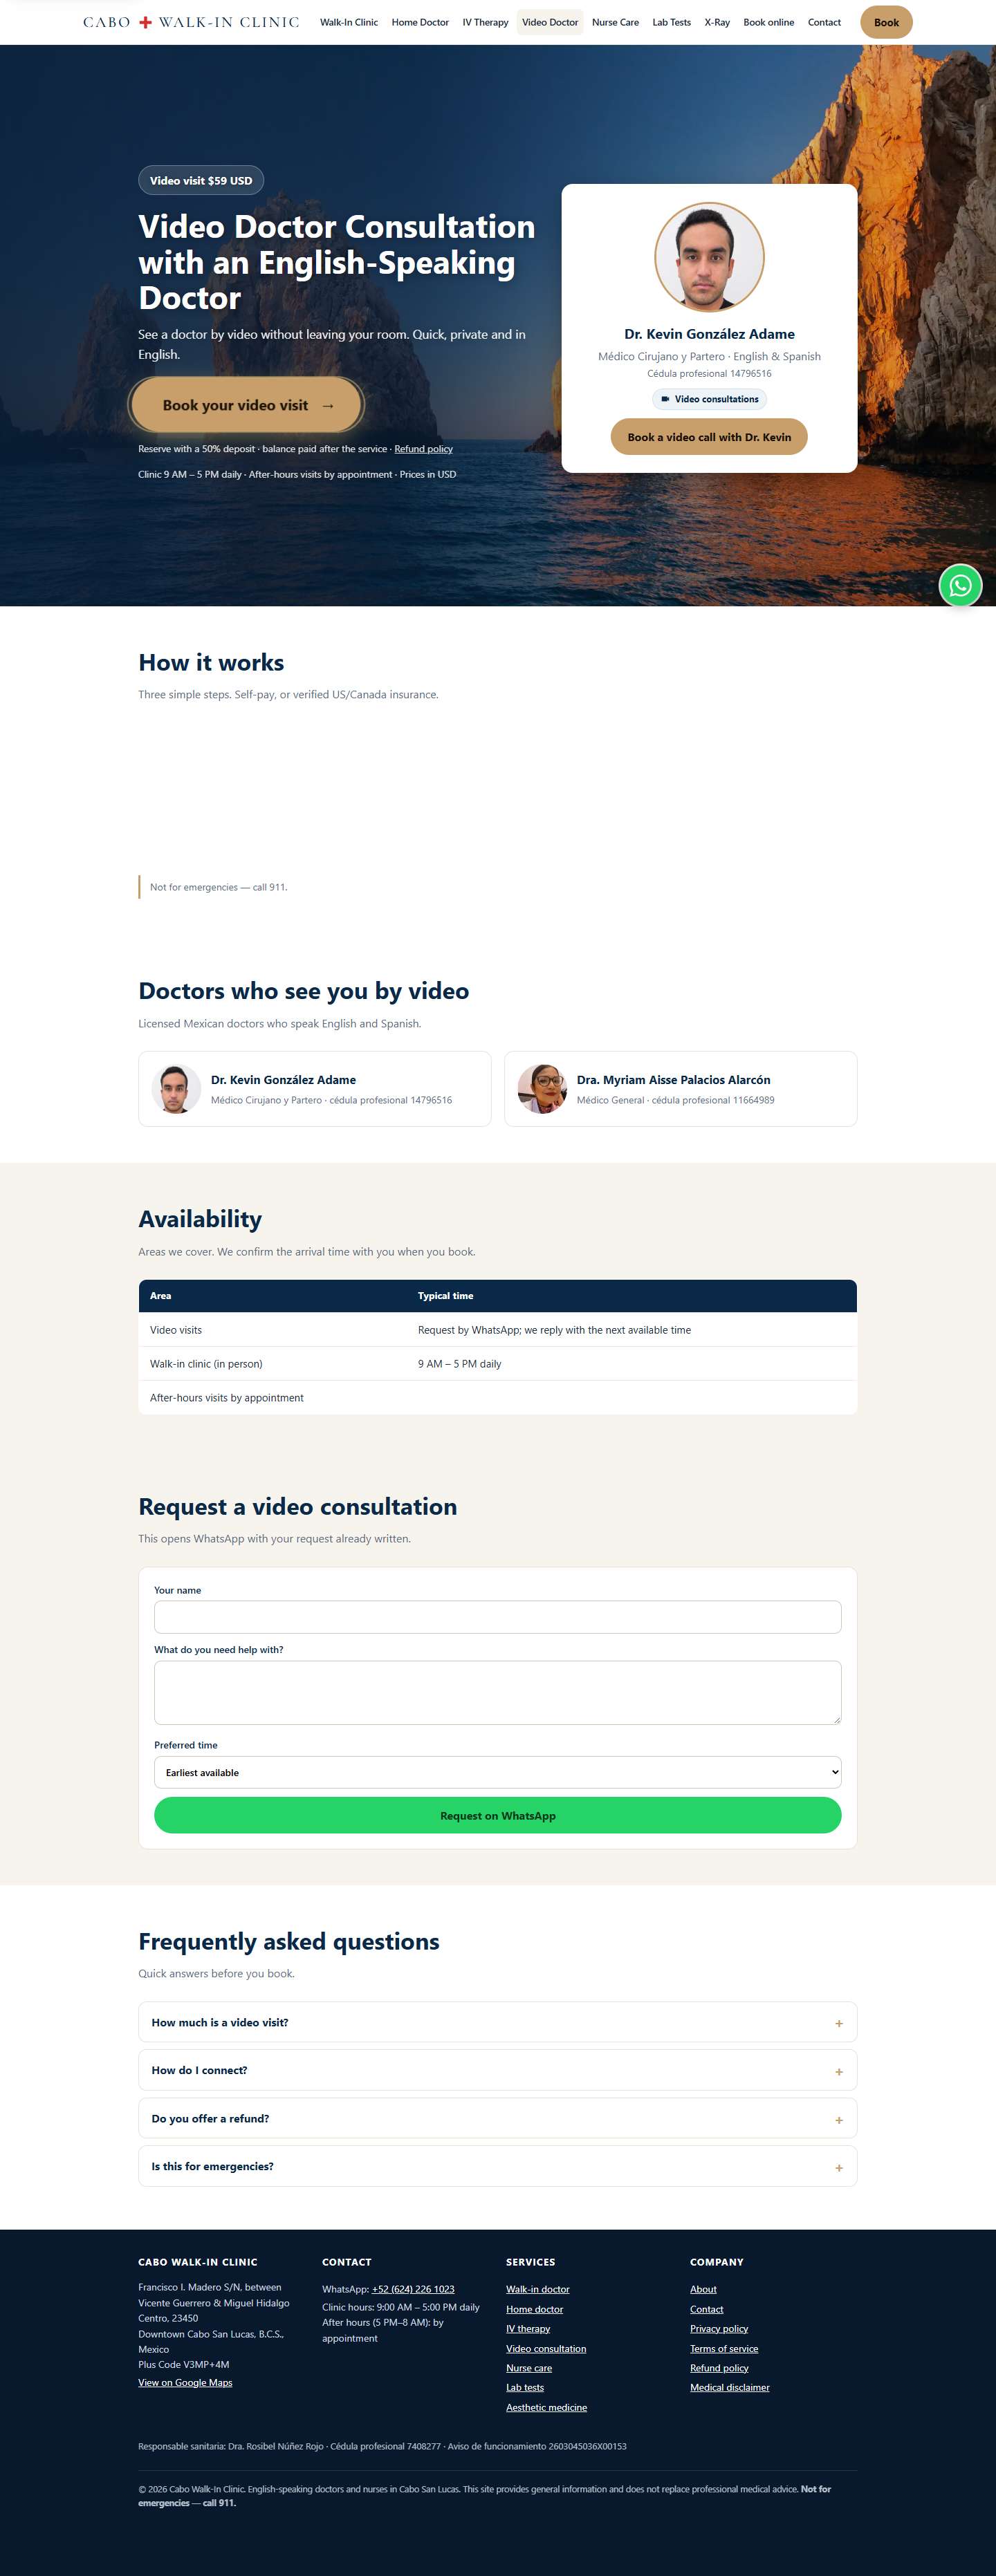 CABO WALK-IN CLINIC
Walk-In Clinic
Home Doctor
IV Therapy
Video Doctor
Nurse Care
Lab Tests
X-Ray
Book online
Contact
Book
Video visit $59 USD
Video Doctor Consultation
with an English-Speaking
Doctor
See a doctor by video without leaving your room. Quick, private and in
English.
Book your video visit →
Reserve with a 50% deposit · balance paid after the service · Refund policy
Clinic 9 AM – 5 PM daily · After-hours visits by appointment · Prices in USD
Dr. Kevin González Adame
Médico Cirujano y Partero · English & Spanish
Cédula profesional 14796516
Video consultations
Book a video call with Dr. Kevin
How it works
Three simple steps. Self-pay, or verified US/Canada insurance.
Not for emergencies — call 911.
Doctors who see you by video
Licensed Mexican doctors who speak English and Spanish.
Dr. Kevin González Adame
Médico Cirujano y Partero · cédula profesional 14796516
Dra. Myriam Aisse Palacios Alarcón
Médico General · cédula profesional 11664989
Availability
Areas we cover. We confirm the arrival time with you when you book.
Area Typical time
Video visits Request by WhatsApp; we reply with the next available time
Walk-in clinic (in person) 9 AM – 5 PM daily
After-hours visits by appointment
Request a video consultation
This opens WhatsApp with your request already written.
Your name
What do you need help with?
Preferred time
Earliest available
Request on WhatsApp
Frequently asked questions
Quick answers before you book.
How much is a video visit? +
How do I connect? +
Do you offer a refund? +
Is this for emergencies? +
CABO WALK-IN CLINIC
Francisco I. Madero S/N, between
Vicente Guerrero & Miguel Hidalgo
Centro, 23450
Downtown Cabo San Lucas, B.C.S.,
Mexico
Plus Code V3MP+4M
View on Google Maps
CONTACT
WhatsApp: +52 (624) 226 1023
Clinic hours: 9:00 AM – 5:00 PM daily
After hours (5 PM–8 AM): by
appointment
SERVICES
Walk-in doctor
Home doctor
IV therapy
Video consultation
Nurse care
Lab tests
Aesthetic medicine
COMPANY
About
Contact
Privacy policy
Terms of service
Refund policy
Medical disclaimer
Responsable sanitaria: Dra. Rosibel Núñez Rojo · Cédula profesional 7408277 · Aviso de funcionamiento 2603045036X00153
© 2026 Cabo Walk-In Clinic. English-speaking doctors and nurses in Cabo San Lucas. This site provides general information and does not replace professional medical advice. Not for
emergencies — call 911.